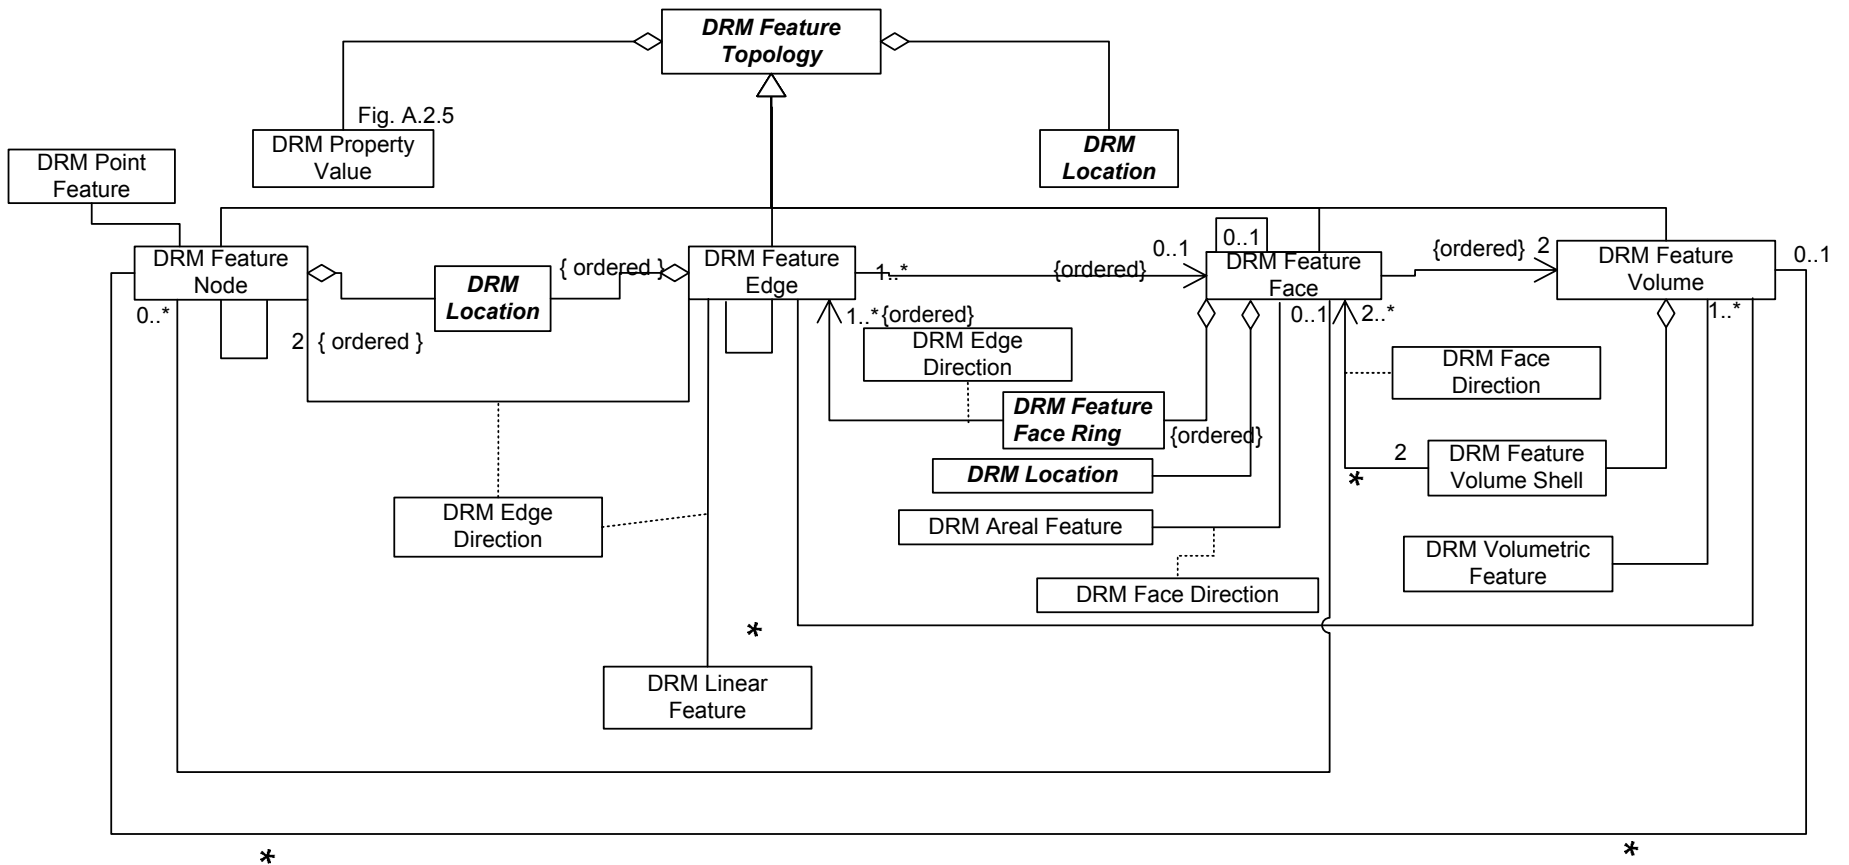 DRM Feature
Topology
Fig. A.2.5
DRM Property
Value
DRM
Location
DRM Point
Feature
DRM Feature
Node
DRM
Location
{ ordered }
DRM Feature
Edge
1..*
{ordered}
0..1
0..1
DRM Feature
Face
{ordered}
2
DRM Feature
Volume
0..1
0..*
2
{ ordered }
1..*
{ordered}
0..1
2..*
1..*
DRM Edge
Direction
DRM Face
Direction
DRM Feature
Face Ring
{ordered}
2
*
DRM Feature
Volume Shell
DRM Location
DRM Edge
Direction
DRM Areal Feature
DRM Volumetric
Feature
DRM Face Direction
*
DRM Linear
Feature
*
*